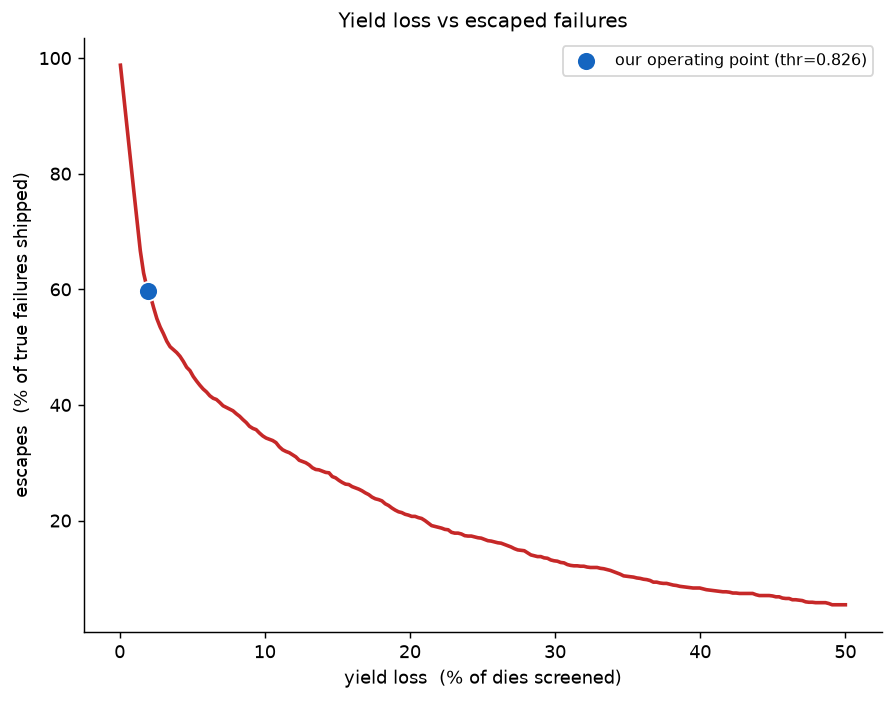 Yield loss vs escaped failures
our operating point (thr=0.826)
escapes (% of true failures shipped)
100
80
60
40
20
0 10 20 30 40 50
yield loss (% of dies screened)